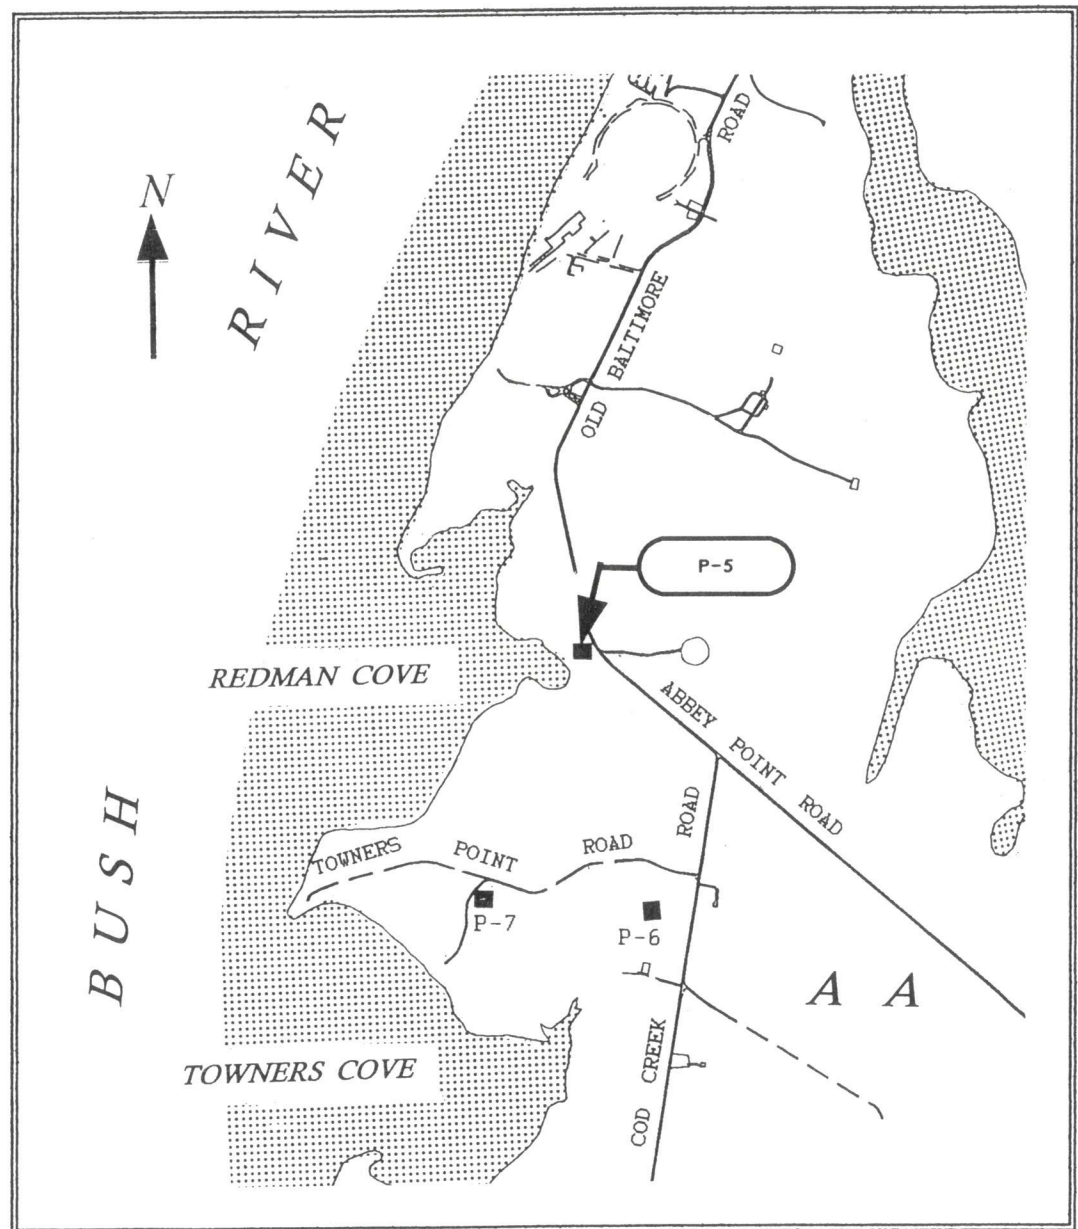 N
BUSH RIVER
OLD BALTIMORE ROAD
P-5
REDMAN COVE
ABBEY POINT ROAD
TOWNERS POINT ROAD
P-7
P-6
A A
TOWNERS COVE
COD CREEK ROAD